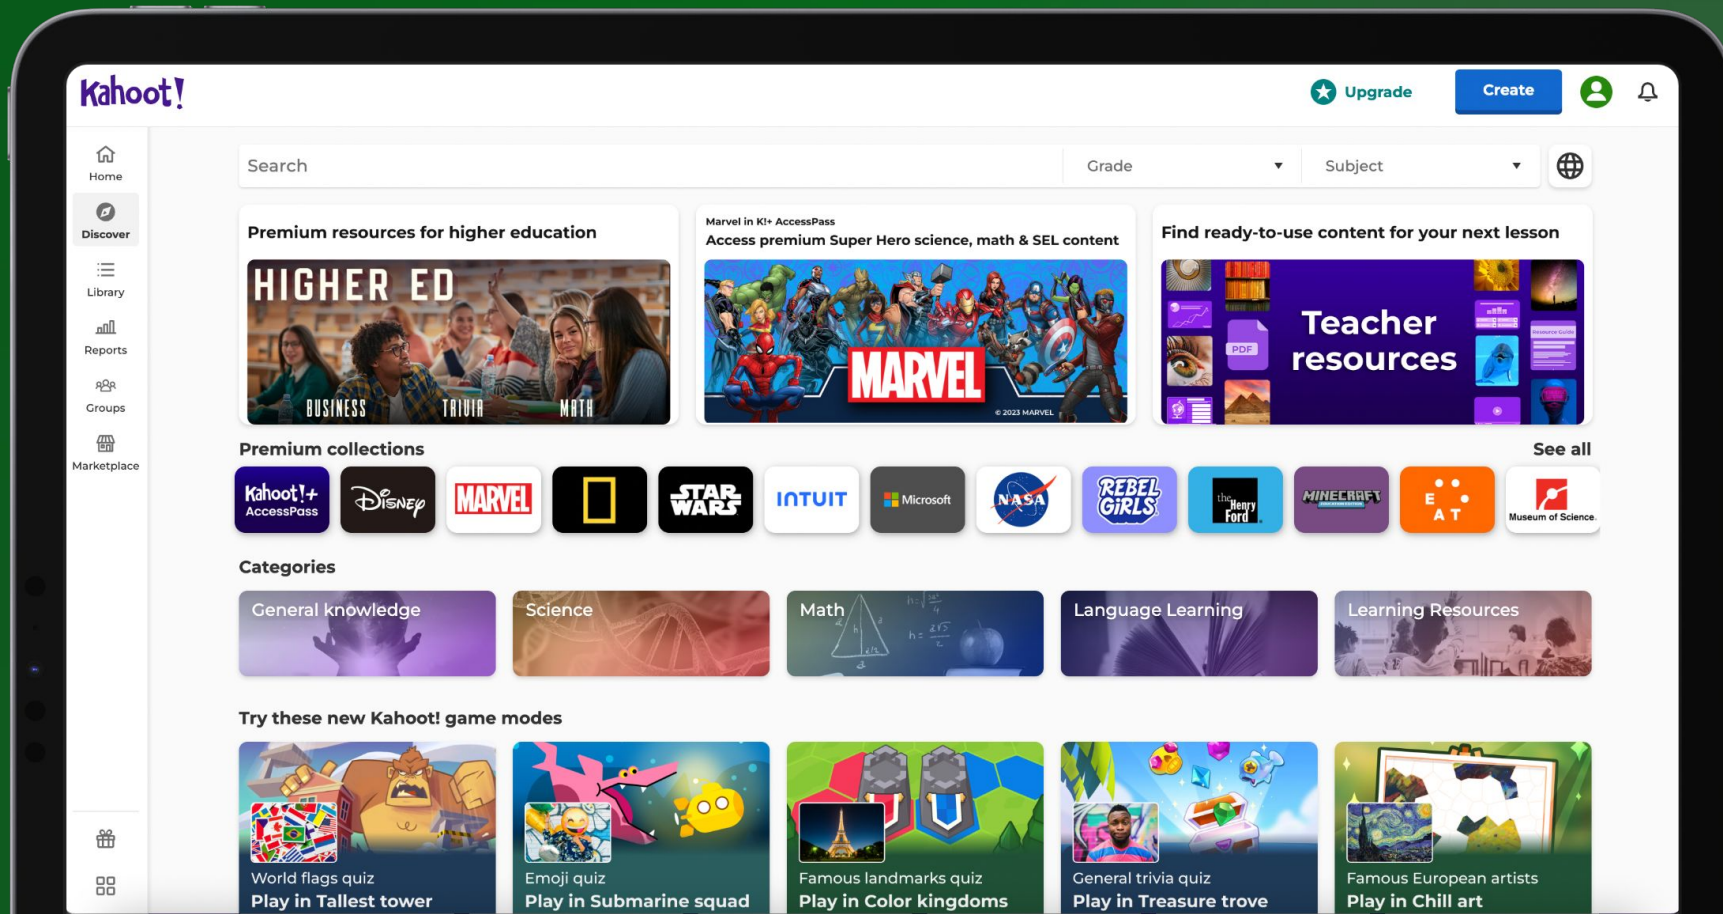 Kahoot!
Upgrade
Create
Home
Discover
Library
Reports
Groups
Marketplace
Search
Grade
Subject
Premium resources for higher education
HIGHER ED
BUSINESS TRIVIA MATH
Marvel in K!+ AccessPass
Access premium Super Hero science, math & SEL content
MARVEL
© 2023 MARVEL
Find ready-to-use content for your next lesson
Teacher
resources
PDF
Resource Guide
Premium collections
See all
Kahoot!+
AccessPass
Disney
MARVEL
STAR
WARS
INTUIT
Microsoft
NASA
REBEL
GIRLS
the Henry
Ford
MINECRAFT
E
A T
Museum of Science.
Categories
General knowledge
Science
Math
Language Learning
Learning Resources
Try these new Kahoot! game modes
World flags quiz
Play in Tallest tower
Emoji quiz
Play in Submarine squad
Famous landmarks quiz
Play in Color kingdoms
General trivia quiz
Play in Treasure trove
Famous European artists
Play in Chill art